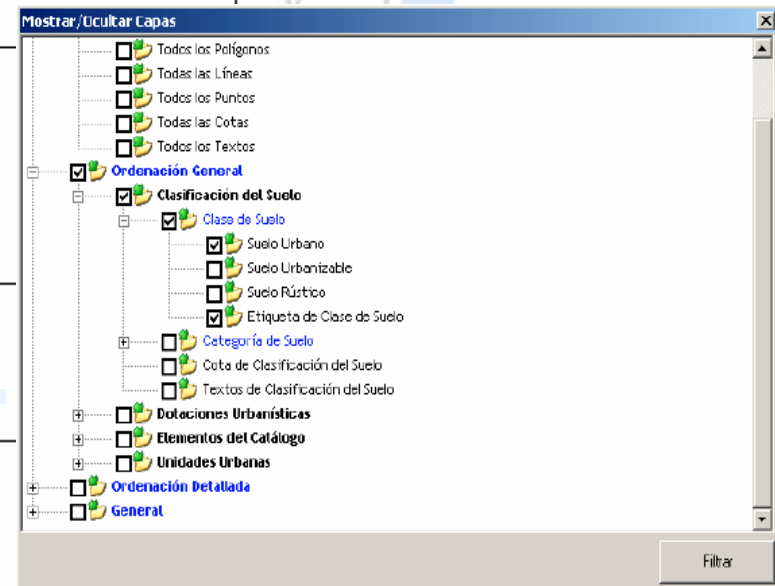 Mostrar/Ocultar Capas
Todos los Polígonos
Todas las Líneas
Todos los Puntos
Todas las Cotas
Todos los Textos
Ordenación General
Clasificación del Suelo
Clase de Suelo
Suelo Urbano
Suelo Urbanizable
Suelo Rústico
Etiqueta de Clase de Suelo
Categoría de Suelo
Cota de Clasificación del Suelo
Textos de Clasificación del Suelo
Dotaciones Urbanísticas
Elementos del Catálogo
Unidades Urbanas
Ordenación Detallada
General
Filtrar